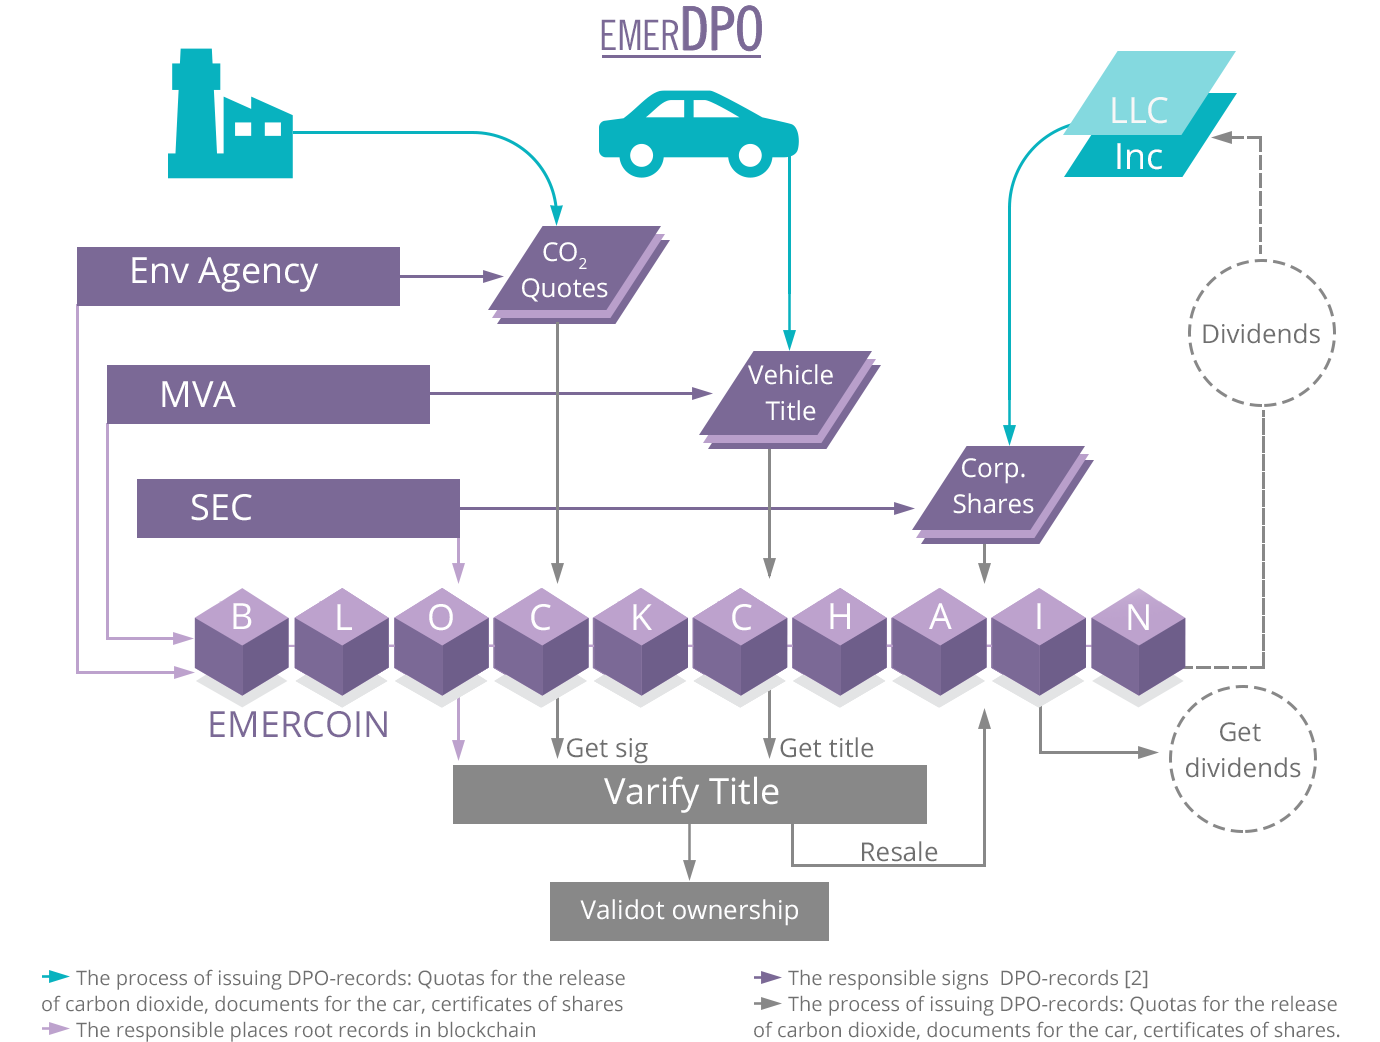 EMERDPO
LLC
Inc
CO2
Quotes
Env Agency
Dividends
Vehicle
Title
MVA
Corp.
Shares
SEC
B L O C K C H A I N
EMERCOIN
Get sig
Get title
Get
dividends
Varify Title
Resale
Validot ownership
The process of issuing DPO-records: Quotas for the release
of carbon dioxide, documents for the car, certificates of shares
The responsible places root records in blockchain
The responsible signs DPO-records [2]
The process of issuing DPO-records: Quotas for the release
of carbon dioxide, documents for the car, certificates of shares.